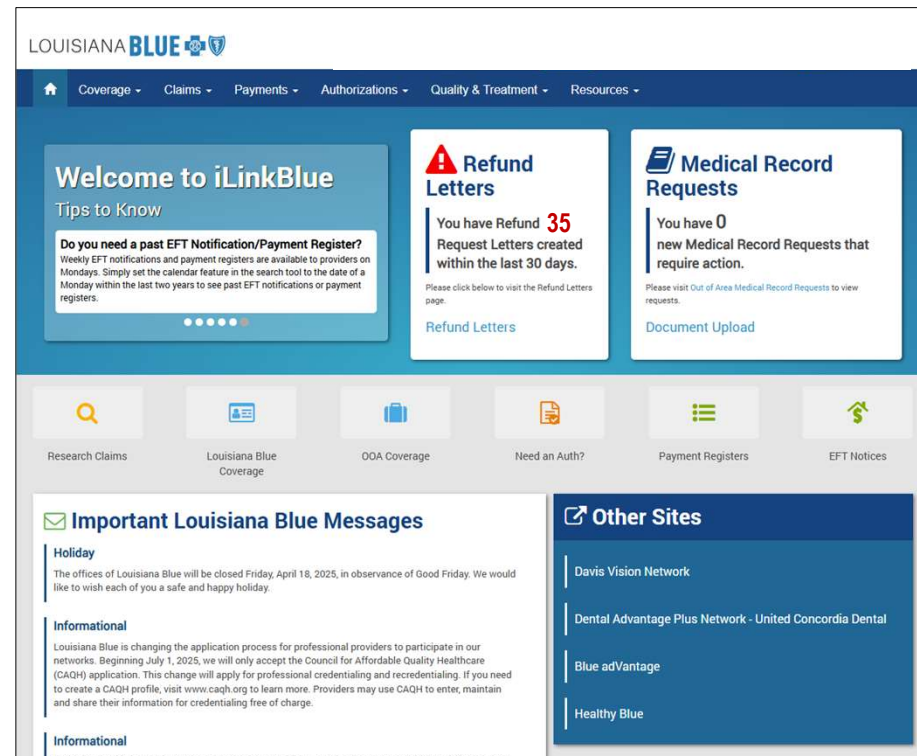 LOUISIANA BLUE
Coverage Claims Payments Authorizations Quality & Treatment Resources
Welcome to iLinkBlue
Tips to Know
Do you need a past EFT Notification/Payment Register?
Weekly EFT notifications and payment registers are available to providers on
Mondays. Simply set the calendar feature in the search tool to the date of a
Monday within the last two years to see past EFT notifications or payment
registers.
Refund
Letters
You have Refund 35
Request Letters created
within the last 30 days.
Please click below to visit the Refund Letters
page.
Refund Letters
Medical Record
Requests
You have 0
new Medical Record Requests that
require action.
Please visit Out of Area Medical Record Requests to view
requests.
Document Upload
Research Claims
Louisiana Blue
Coverage
OOA Coverage
Need an Auth?
Payment Registers
EFT Notices
Important Louisiana Blue Messages
Holiday
The offices of Louisiana Blue will be closed Friday, April 18, 2025, in observance of Good Friday. We would
like to wish each of you a safe and happy holiday.
Informational
Louisiana Blue is changing the application process for professional providers to participate in our
networks. Beginning July 1, 2025, we will only accept the Council for Affordable Quality Healthcare
(CAQH) application. This change will apply for professional credentialing and recredentialing. If you need
to create a CAQH profile, visit www.caqh.org to learn more. Providers may use CAQH to enter, maintain
and share their information for credentialing free of charge.
Informational
Other Sites
Davis Vision Network
Dental Advantage Plus Network - United Concordia Dental
Blue adVantage
Healthy Blue